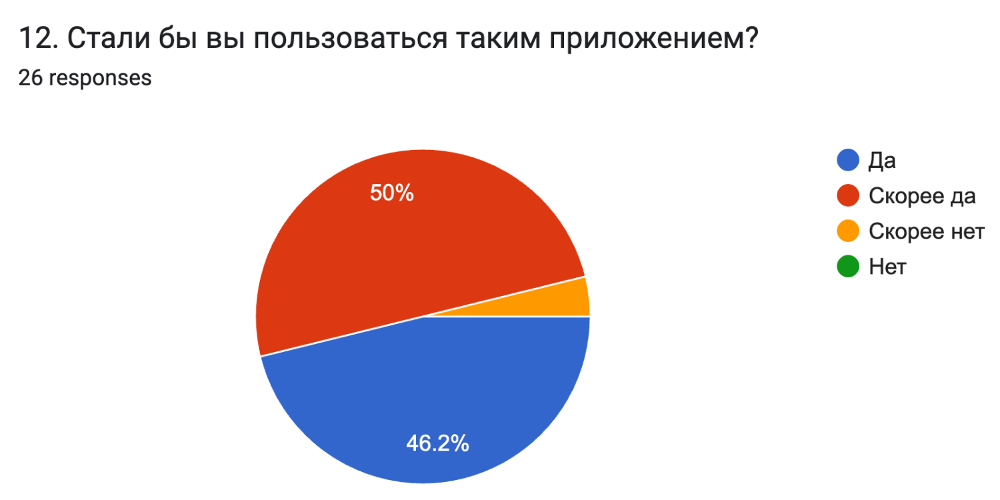 12. Стали бы вы пользоваться таким приложением?
26 responses
50%
46.2%
Да
Скорее да
Скорее нет
Нет